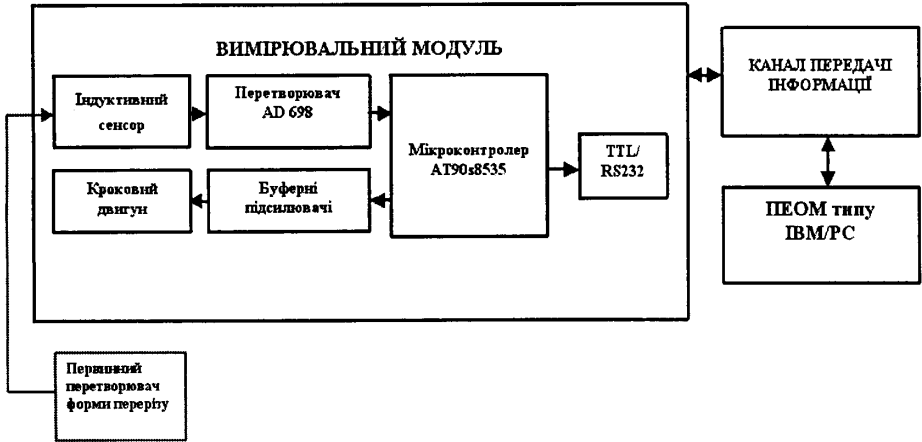 ВИМІРЮВАЛЬНИЙ МОДУЛЬ
Індуктивний
сенсор
Перетворювач
AD 698
Мікроконтролер
AT90s8535
TTL/
RS232
Кроковий
двигун
Буферні
підсилювачі
КАНАЛ ПЕРЕДАЧІ
ІНФОРМАЦІЇ
ПЕОМ типу
IBM/PC
Первинний
перетворювач
форми переріту